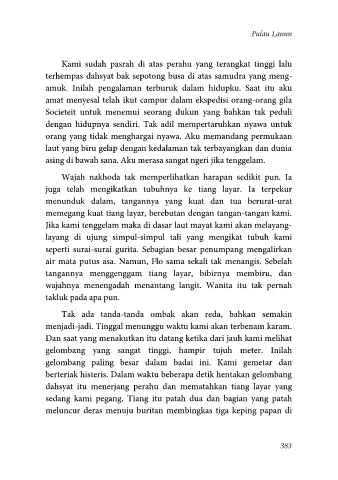 Pulau Lanun
Kami sudah pasrah di atas perahu yang terangkat tinggi lalu
terhempas dahsyat bak sepotong busa di atas samudra yang meng-
amuk. Inilah pengalaman terburuk dalam hidupku. Saat itu aku
amat menyesal telah ikut campur dalam ekspedisi orang-orang gila
Societeit untuk menemui seorang dukun yang bahkan tak peduli
dengan hidupnya sendiri. Tak adil mempertaruhkan nyawa untuk
orang yang tidak menghargai nyawa. Aku memandang permukaan
laut yang biru gelap dengan kedalaman tak terbayangkan dan dunia
asing di bawah sana. Aku merasa sangat ngeri jika tenggelam.
Wajah nakhoda tak memperlihatkan harapan sedikit pun. Ia
juga telah mengikatkan tubuhnya ke tiang layar. Ia terpekur
menunduk dalam, tangannya yang kuat dan tua berurat-urat
memegang kuat tiang layar, berebutan dengan tangan-tangan kami.
Jika kami tenggelam maka di dasar laut mayat kami akan melayang-
layang di ujung simpul-simpul tali yang mengikat tubuh kami
seperti surai-surai gurita. Sebagian besar penumpang mengalirkan
air mata putus asa. Namun, Flo sama sekali tak menangis. Sebelah
tangannya menggenggam tiang layar, bibirnya membiru, dan
wajahnya menengadah menantang langit. Wanita itu tak pernah
takluk pada apa pun.
Tak ada tanda-tanda ombak akan reda, bahkan semakin
menjadi-jadi. Tinggal menunggu waktu kami akan terbenam karam.
Dan saat yang menakutkan itu datang ketika dari jauh kami melihat
gelombang yang sangat tinggi, hampir tujuh meter. Inilah
gelombang paling besar dalam badai ini. Kami gemetar dan
berteriak histeris. Dalam waktu beberapa detik hentakan gelombang
dahsyat itu menerjang perahu dan mematahkan tiang layar yang
sedang kami pegang. Tiang itu patah dua dan bagian yang patah
meluncur deras menuju buritan membingkas tiga keping papan di
383